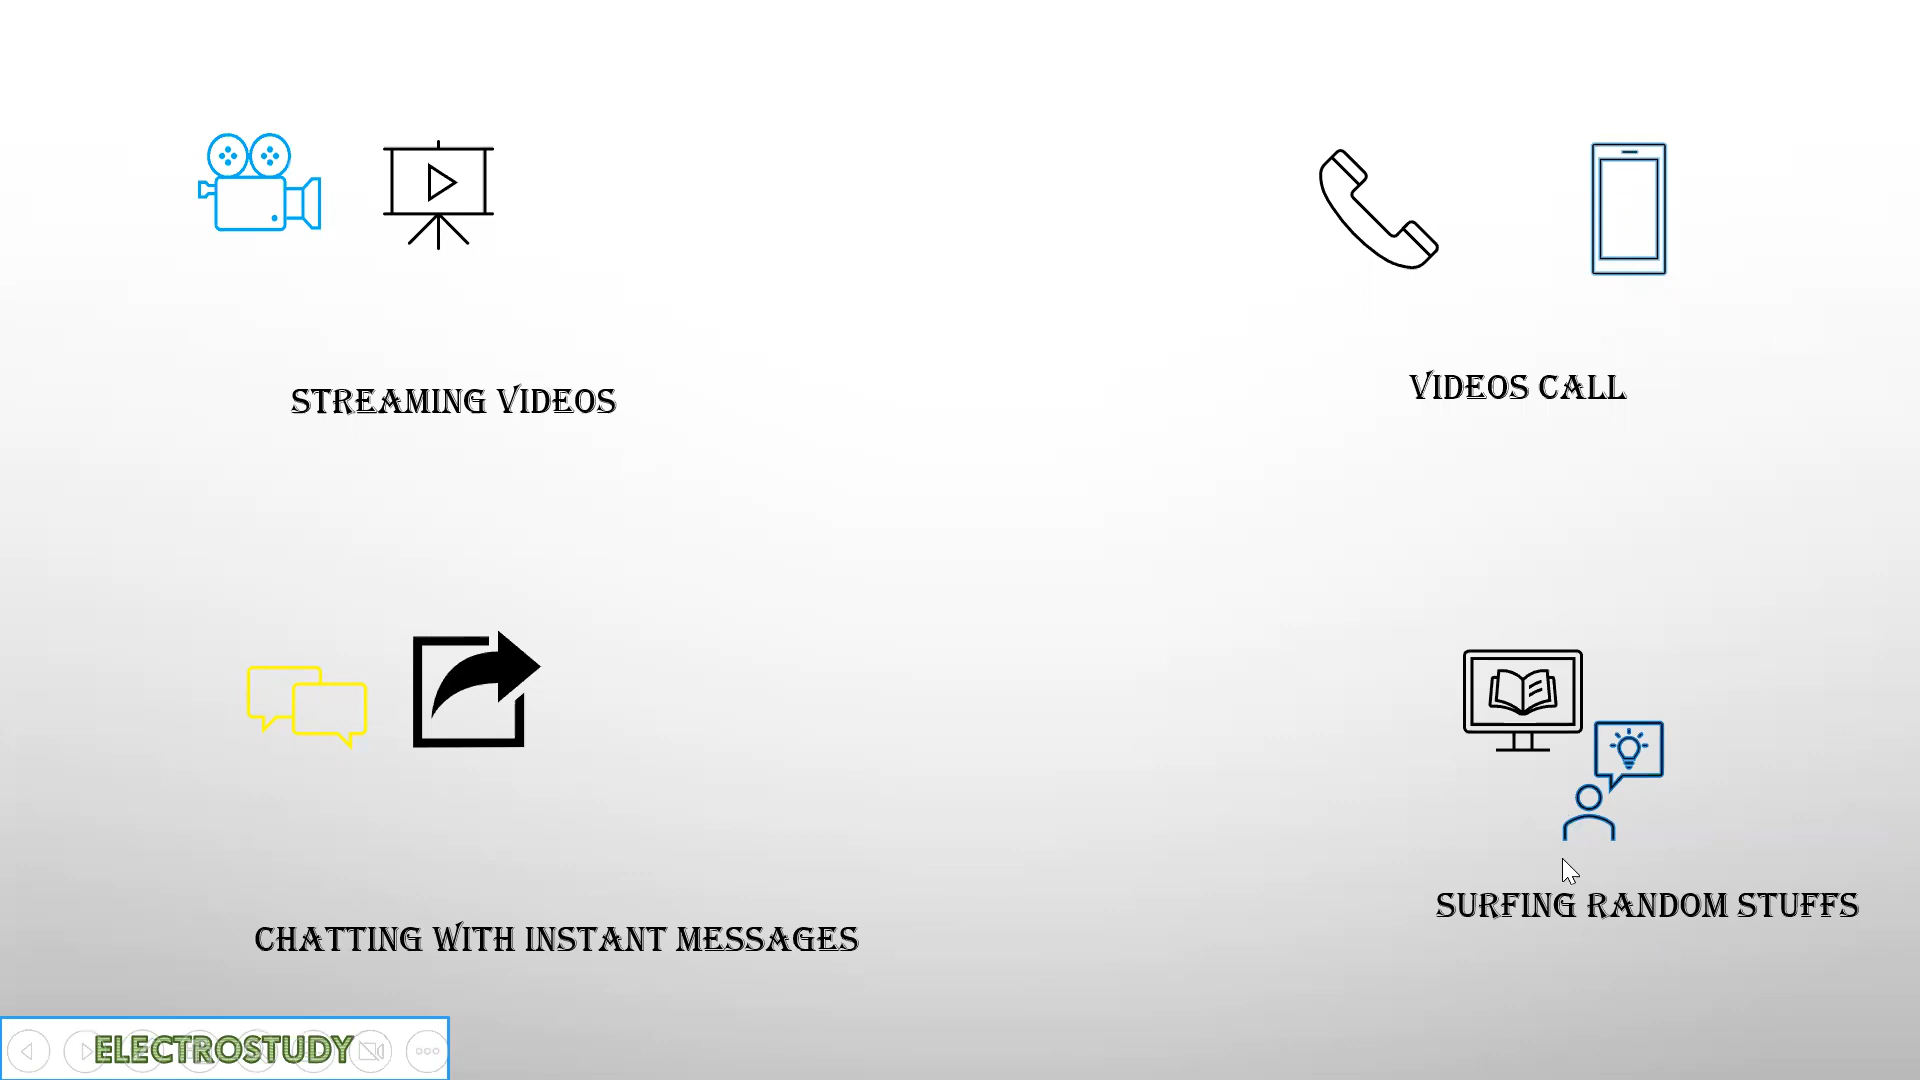 STREAMING VIDEOS
VIDEOS CALL
CHATTING WITH INSTANT MESSAGES
SURFING RANDOM STUFFS
ELECTROSTUDY